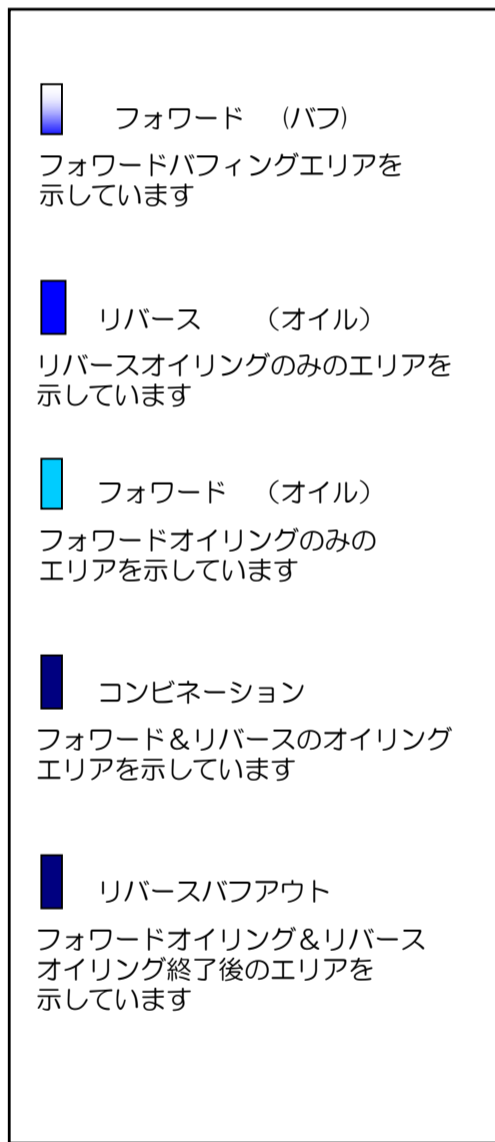 フォワード (バフ)
フォワードバフィングエリアを
示しています
リバース （オイル）
リバースオイリングのみのエリアを
示しています
フォワード （オイル）
フォワードオイリングのみの
エリアを示しています
コンビネーション
フォワード＆リバースのオイリング
エリアを示しています
リバースバフアウト
フォワードオイリング＆リバース
オイリング終了後のエリアを
示しています